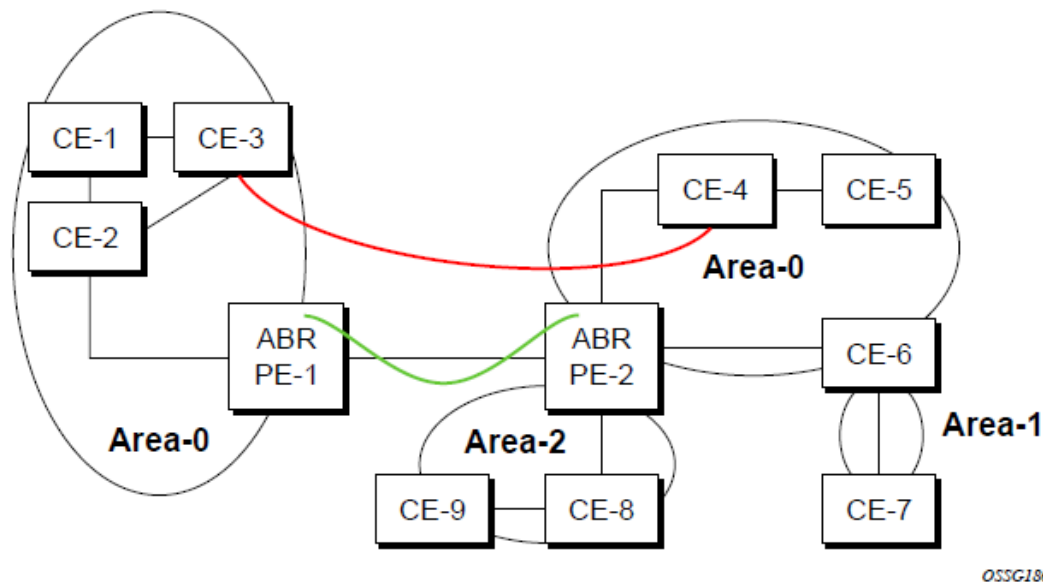 CE-1
CE-3
CE-2
CE-4
CE-5
Area-0
ABR
PE-1
ABR
PE-2
CE-6
Area-0
Area-2
Area-1
CE-9
CE-8
CE-7